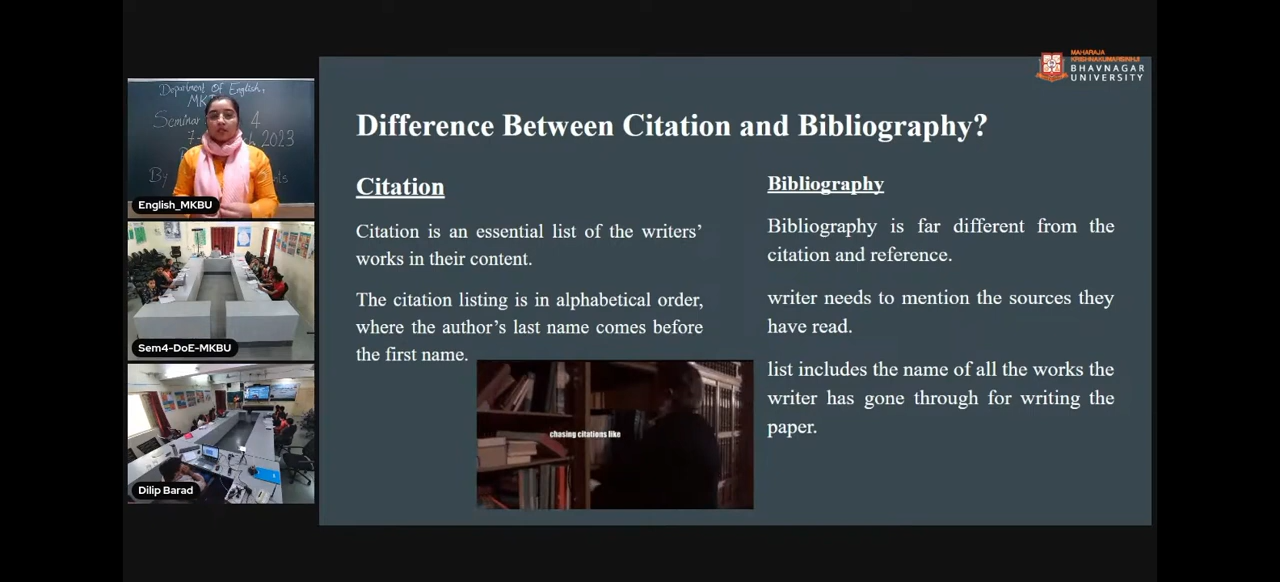 MAHARAJA
KRISHNAKUMARSINHJI
BHAVNAGAR
UNIVERSITY
Department Of English,
MK
Seminar 4
7 2023
By
English_MKBU
Sem4-DoE-MKBU
Dilip Barad
Difference Between Citation and Bibliography?
Citation
Citation is an essential list of the writers’
works in their content.
The citation listing is in alphabetical order,
where the author’s last name comes before
the first name.
chasing citations like
Bibliography
Bibliography is far different from the
citation and reference.
writer needs to mention the sources they
have read.
list includes the name of all the works the
writer has gone through for writing the
paper.